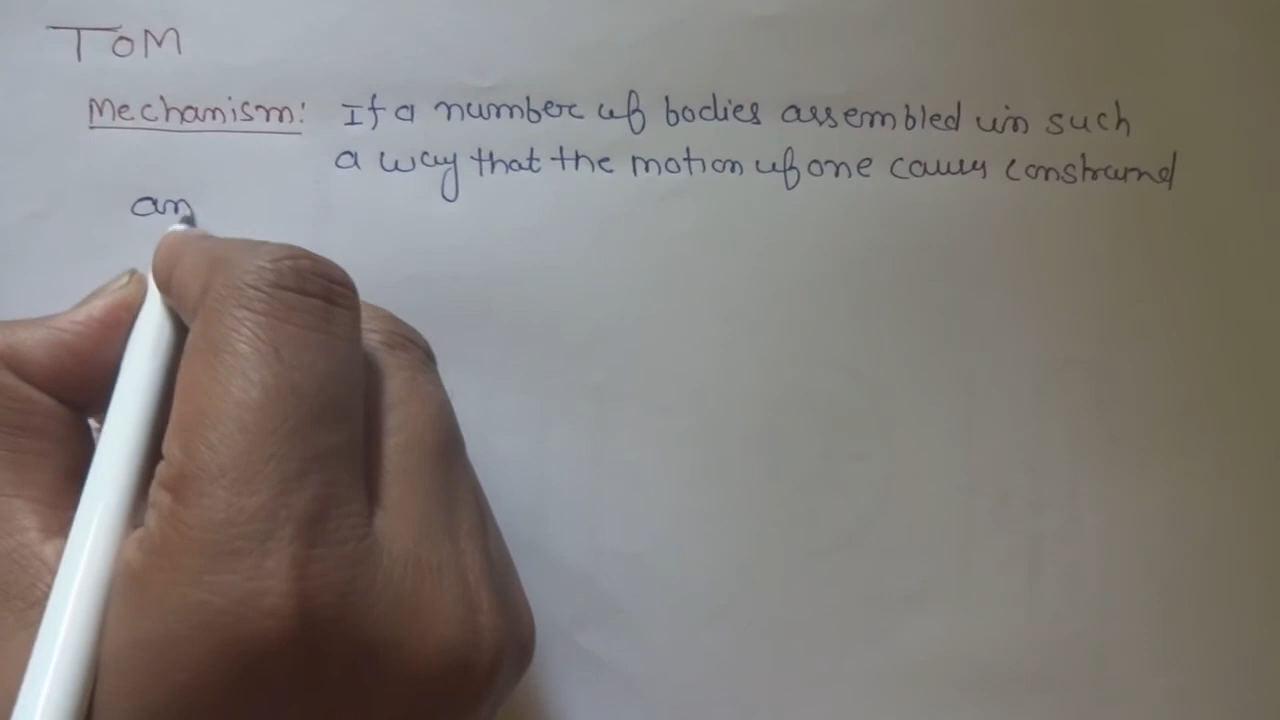 TOM
Mechanism: If a number of bodies assembled in such
a way that the motion of one causes constrained
an